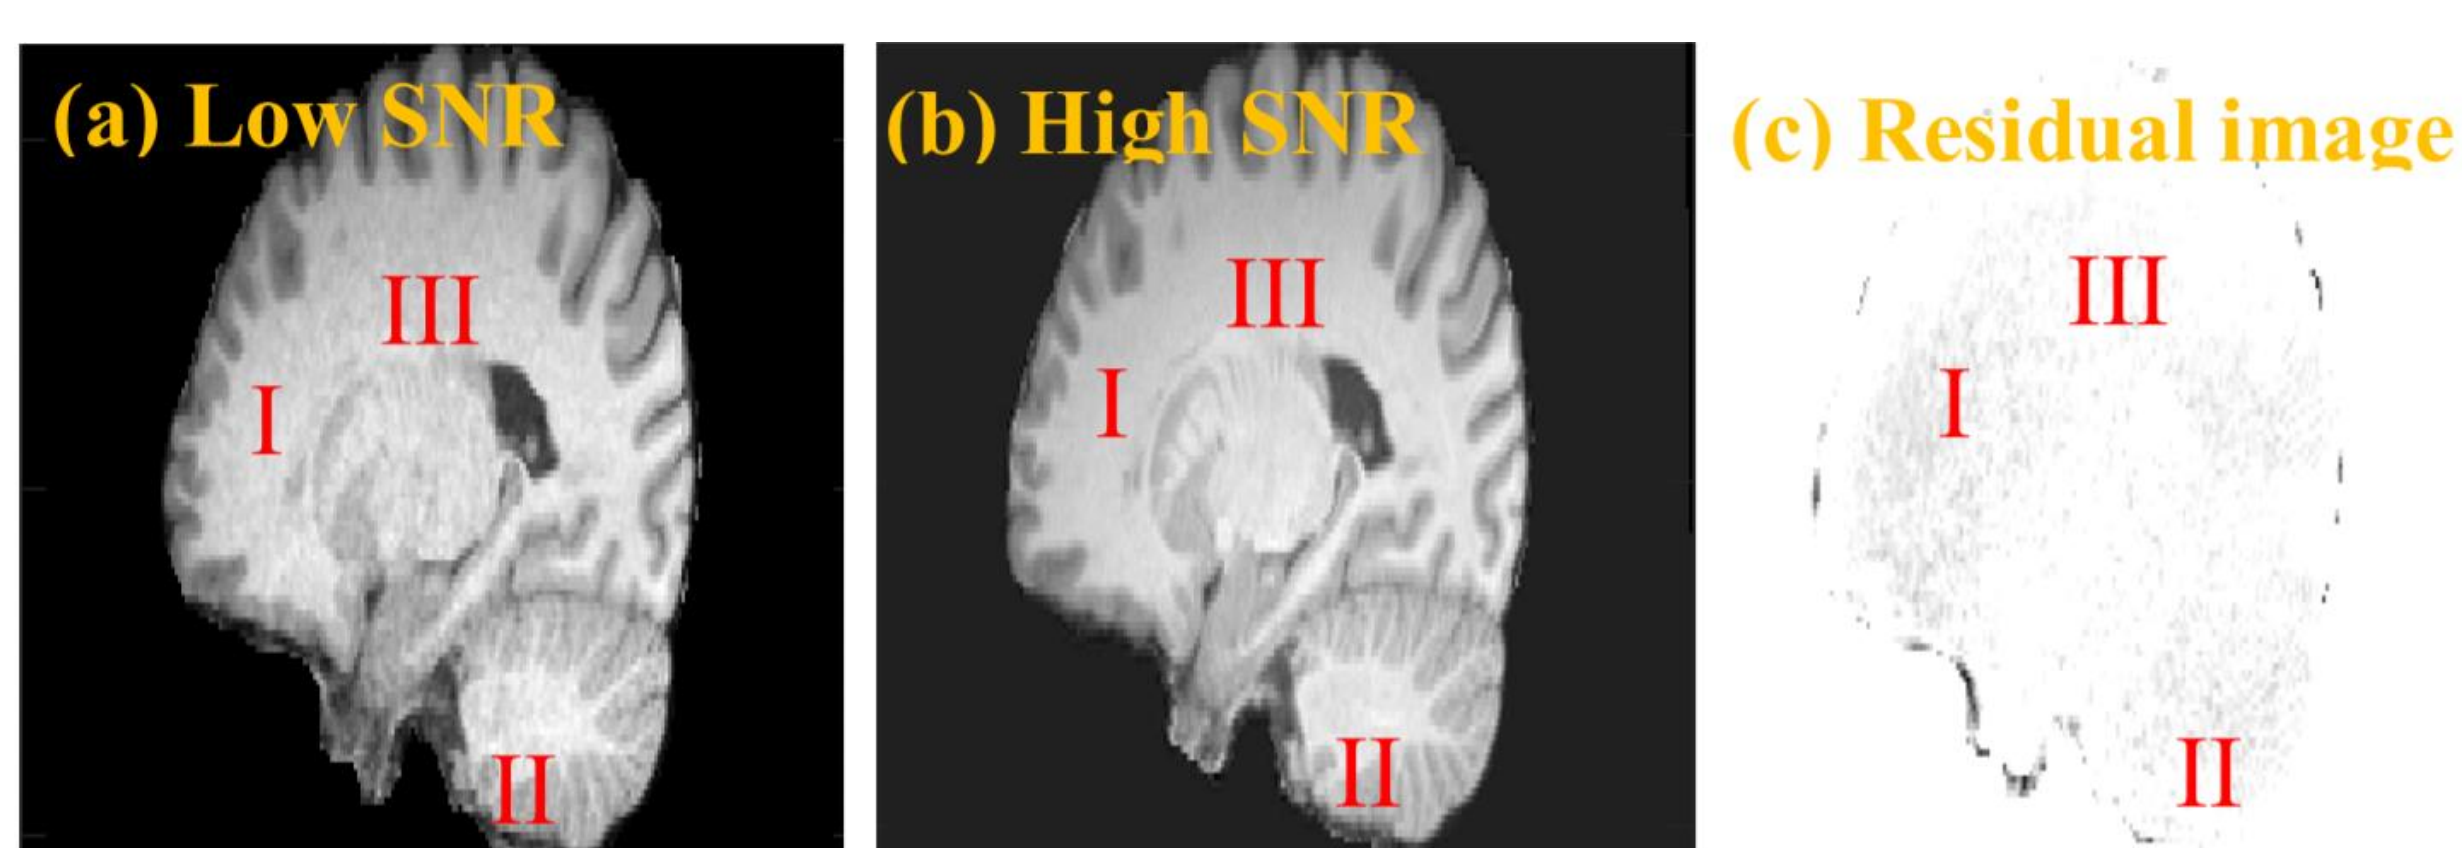 (a) Low SNR
(b) High SNR
(c) Residual image
III
I
II
III
I
II
III
I
II